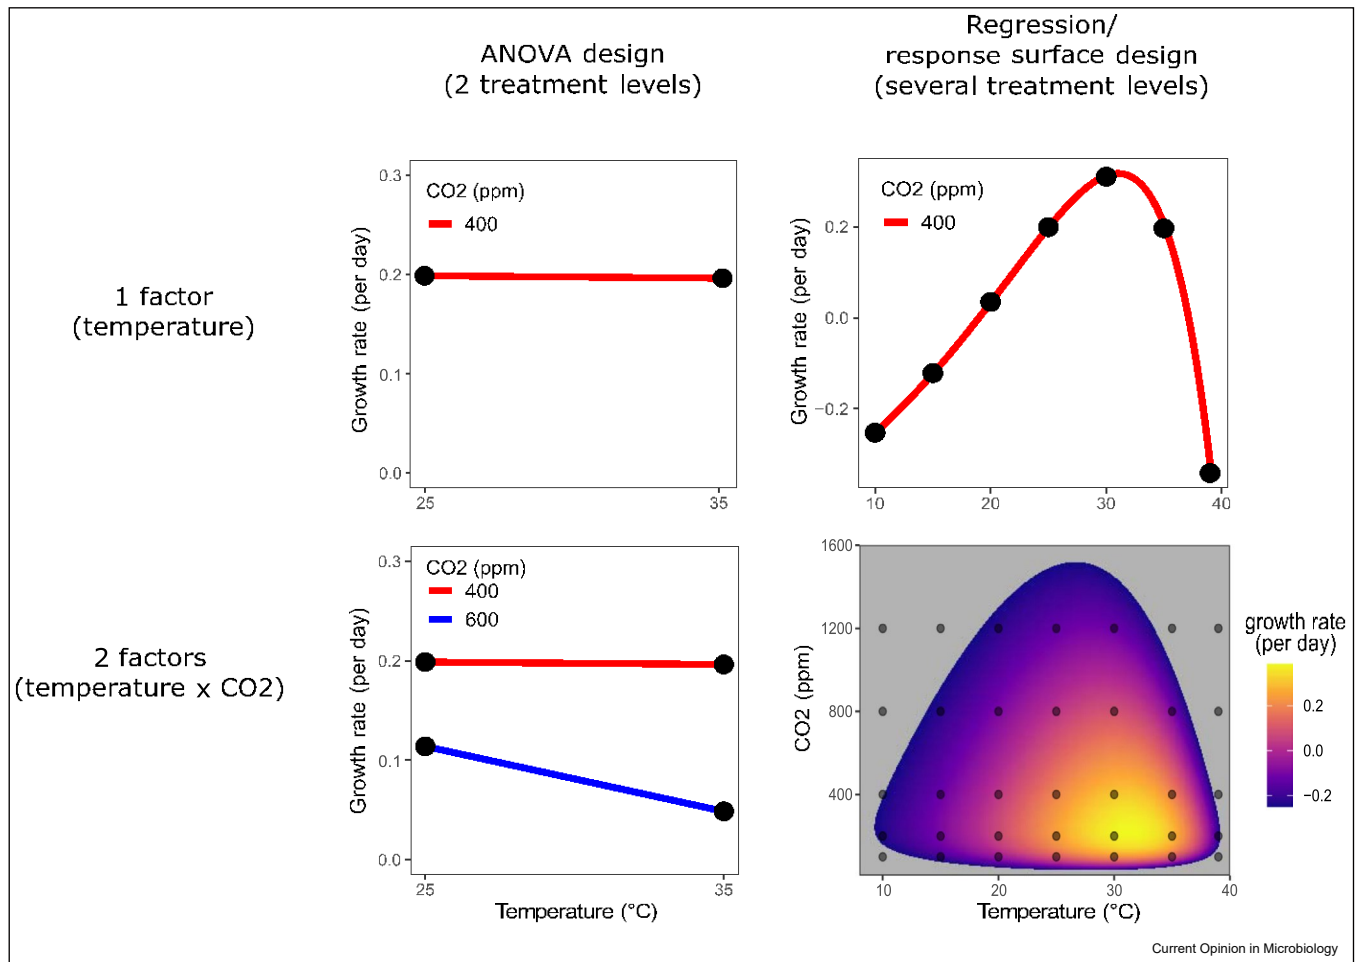 ANOVA design
(2 treatment levels)
Regression/
response surface design
(several treatment levels)
1 factor
(temperature)
Growth rate (per day)
0.3
0.2
0.1
0.0
CO2 (ppm)
400
25
35
Growth rate (per day)
0.2
0.0
−0.2
CO2 (ppm)
400
10
20
30
40
2 factors
(temperature x CO2)
Growth rate (per day)
0.3
0.2
0.1
0.0
CO2 (ppm)
400
600
25
35
Temperature (°C)
CO2 (ppm)
1600
1200
800
400
10
20
30
40
Temperature (°C)
growth rate
(per day)
0.2
0.0
−0.2
Current Opinion in Microbiology